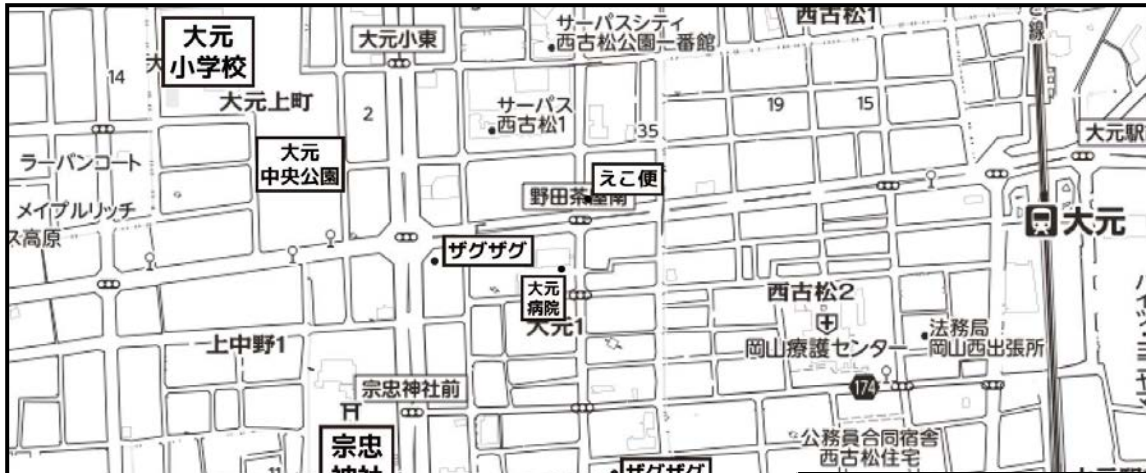 大元
小学校
大元小東
サーパスシティ
西古松公園一番館
西古松1
14
大元上町
2
サーパス
西古松1
19
15
35
大元駅
ラーパンコート
大元
中央公園
えこ便
野田茶屋南
メイプルリッチ
ス高原
大元
ザグザグ
大元
病院
大元1
西古松2
岡山療護センター
法務局
岡山西出張所
上中野1
宗忠神社前
174
宗忠
神社
公務員合同宿舎
西古松住宅
11
ザグザグ